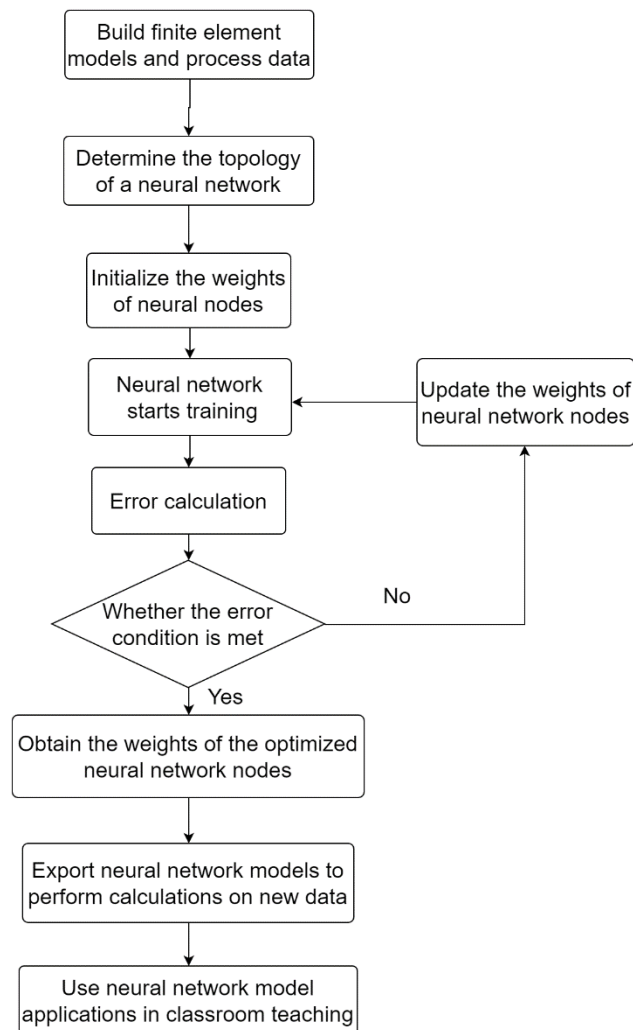 Build finite element
models and process data
Determine the topology
of a neural network
Initialize the weights
of neural nodes
Neural network
starts training
Update the weights of
neural network nodes
Error calculation
Whether the error
condition is met
No
Yes
Obtain the weights of the optimized
neural network nodes
Export neural network models to
perform calculations on new data
Use neural network model
applications in classroom teaching